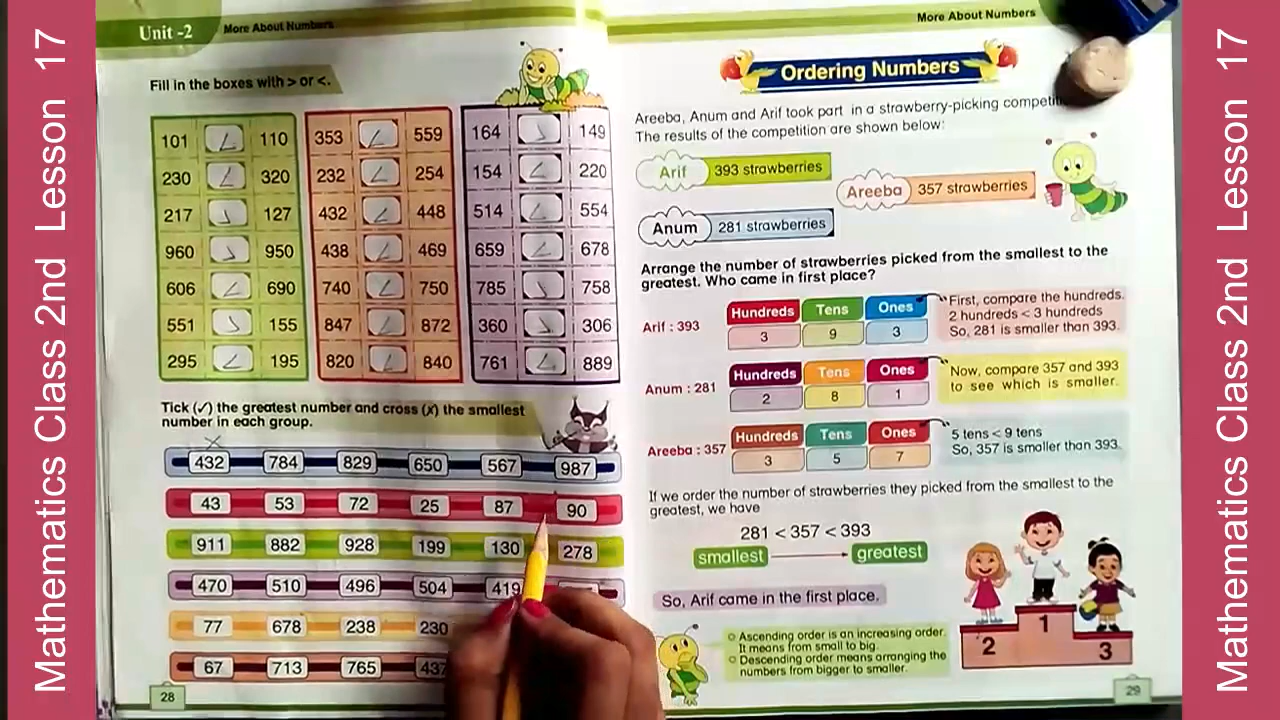 Mathematics Class 2nd Lesson 17
Unit -2
More About Numbers
Fill in the boxes with > or <.
101 < 110
230 < 320
217 > 127
960 > 950
606 < 690
551 > 155
295 < 195
353 < 559
232 < 254
432 < 448
438 < 469
740 < 750
847 < 872
820 < 840
164 > 149
154 < 220
514 < 554
659 < 678
785 > 758
360 > 306
761 < 889
Tick (✓) the greatest number and cross (x) the smallest
number in each group.
x
432 784 829 650 567 987
43 53 72 25 87 90
911 882 928 199 130 278
470 510 496 504 419
77 678 238 230
67 713 765 437
28
More About Numbers
Ordering Numbers
Areeba, Anum and Arif took part in a strawberry-picking
The results of the competition are shown below:
Arif 393 strawberries
Areeba 357 strawberries
Anum 281 strawberries
Arrange the number of strawberries picked from the smallest to the
greatest. Who came in first place?
Arif : 393
Hundreds Tens Ones
3 9 3
First, compare the hundreds.
2 hundreds < 3 hundreds
So, 281 is smaller than 393.
Anum : 281
Hundreds Tens Ones
2 8 1
Now, compare 357 and 393
to see which is smaller.
Areeba : 357
Hundreds Tens Ones
3 5 7
5 tens < 9 tens
So, 357 is smaller than 393.
If we order the number of strawberries they picked from the smallest to the
greatest, we have
281 < 357 < 393
smallest greatest
So, Arif came in the first place.
Ascending order is an increasing order.
It means from small to big.
Descending order means arranging the
numbers from bigger to smaller.
2 1 3
29
Mathematics Class 2nd Lesson 17